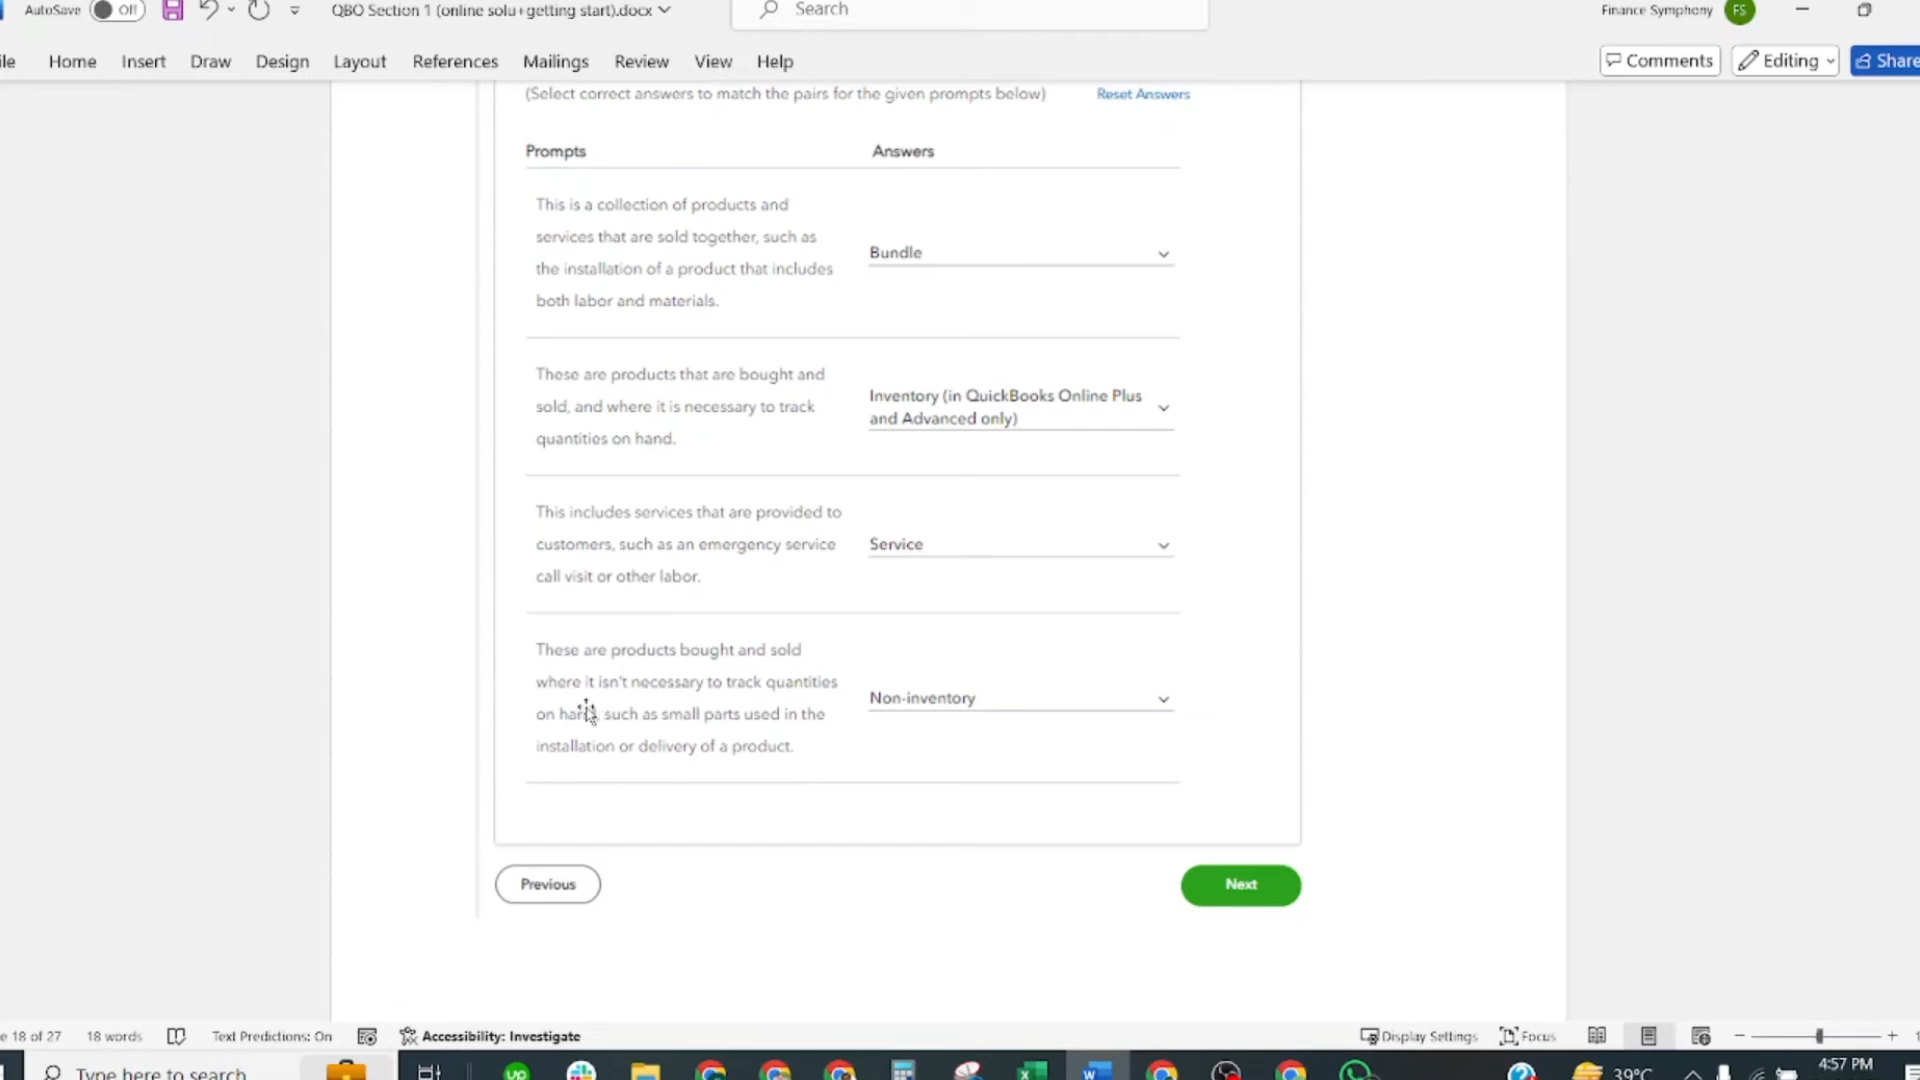 AutoSave Off QBO Section 1 (online solu+getting start).docx Search Finance Symphony FS
ile Home Insert Draw Design Layout References Mailings Review View Help Comments Editing Share
(Select correct answers to match the pairs for the given prompts below) Reset Answers
Prompts Answers
This is a collection of products and
services that are sold together, such as
the installation of a product that includes
both labor and materials.
Bundle
These are products that are bought and
sold, and where it is necessary to track
quantities on hand.
Inventory (in QuickBooks Online Plus
and Advanced only)
This includes services that are provided to
customers, such as an emergency service
call visit or other labor.
Service
These are products bought and sold
where it isn't necessary to track quantities
on hand, such as small parts used in the
installation or delivery of a product.
Non-inventory
Previous Next
e 18 of 27 18 words Text Predictions: On Accessibility: Investigate Display Settings Focus
Type here to search up 39°C 4:57 PM